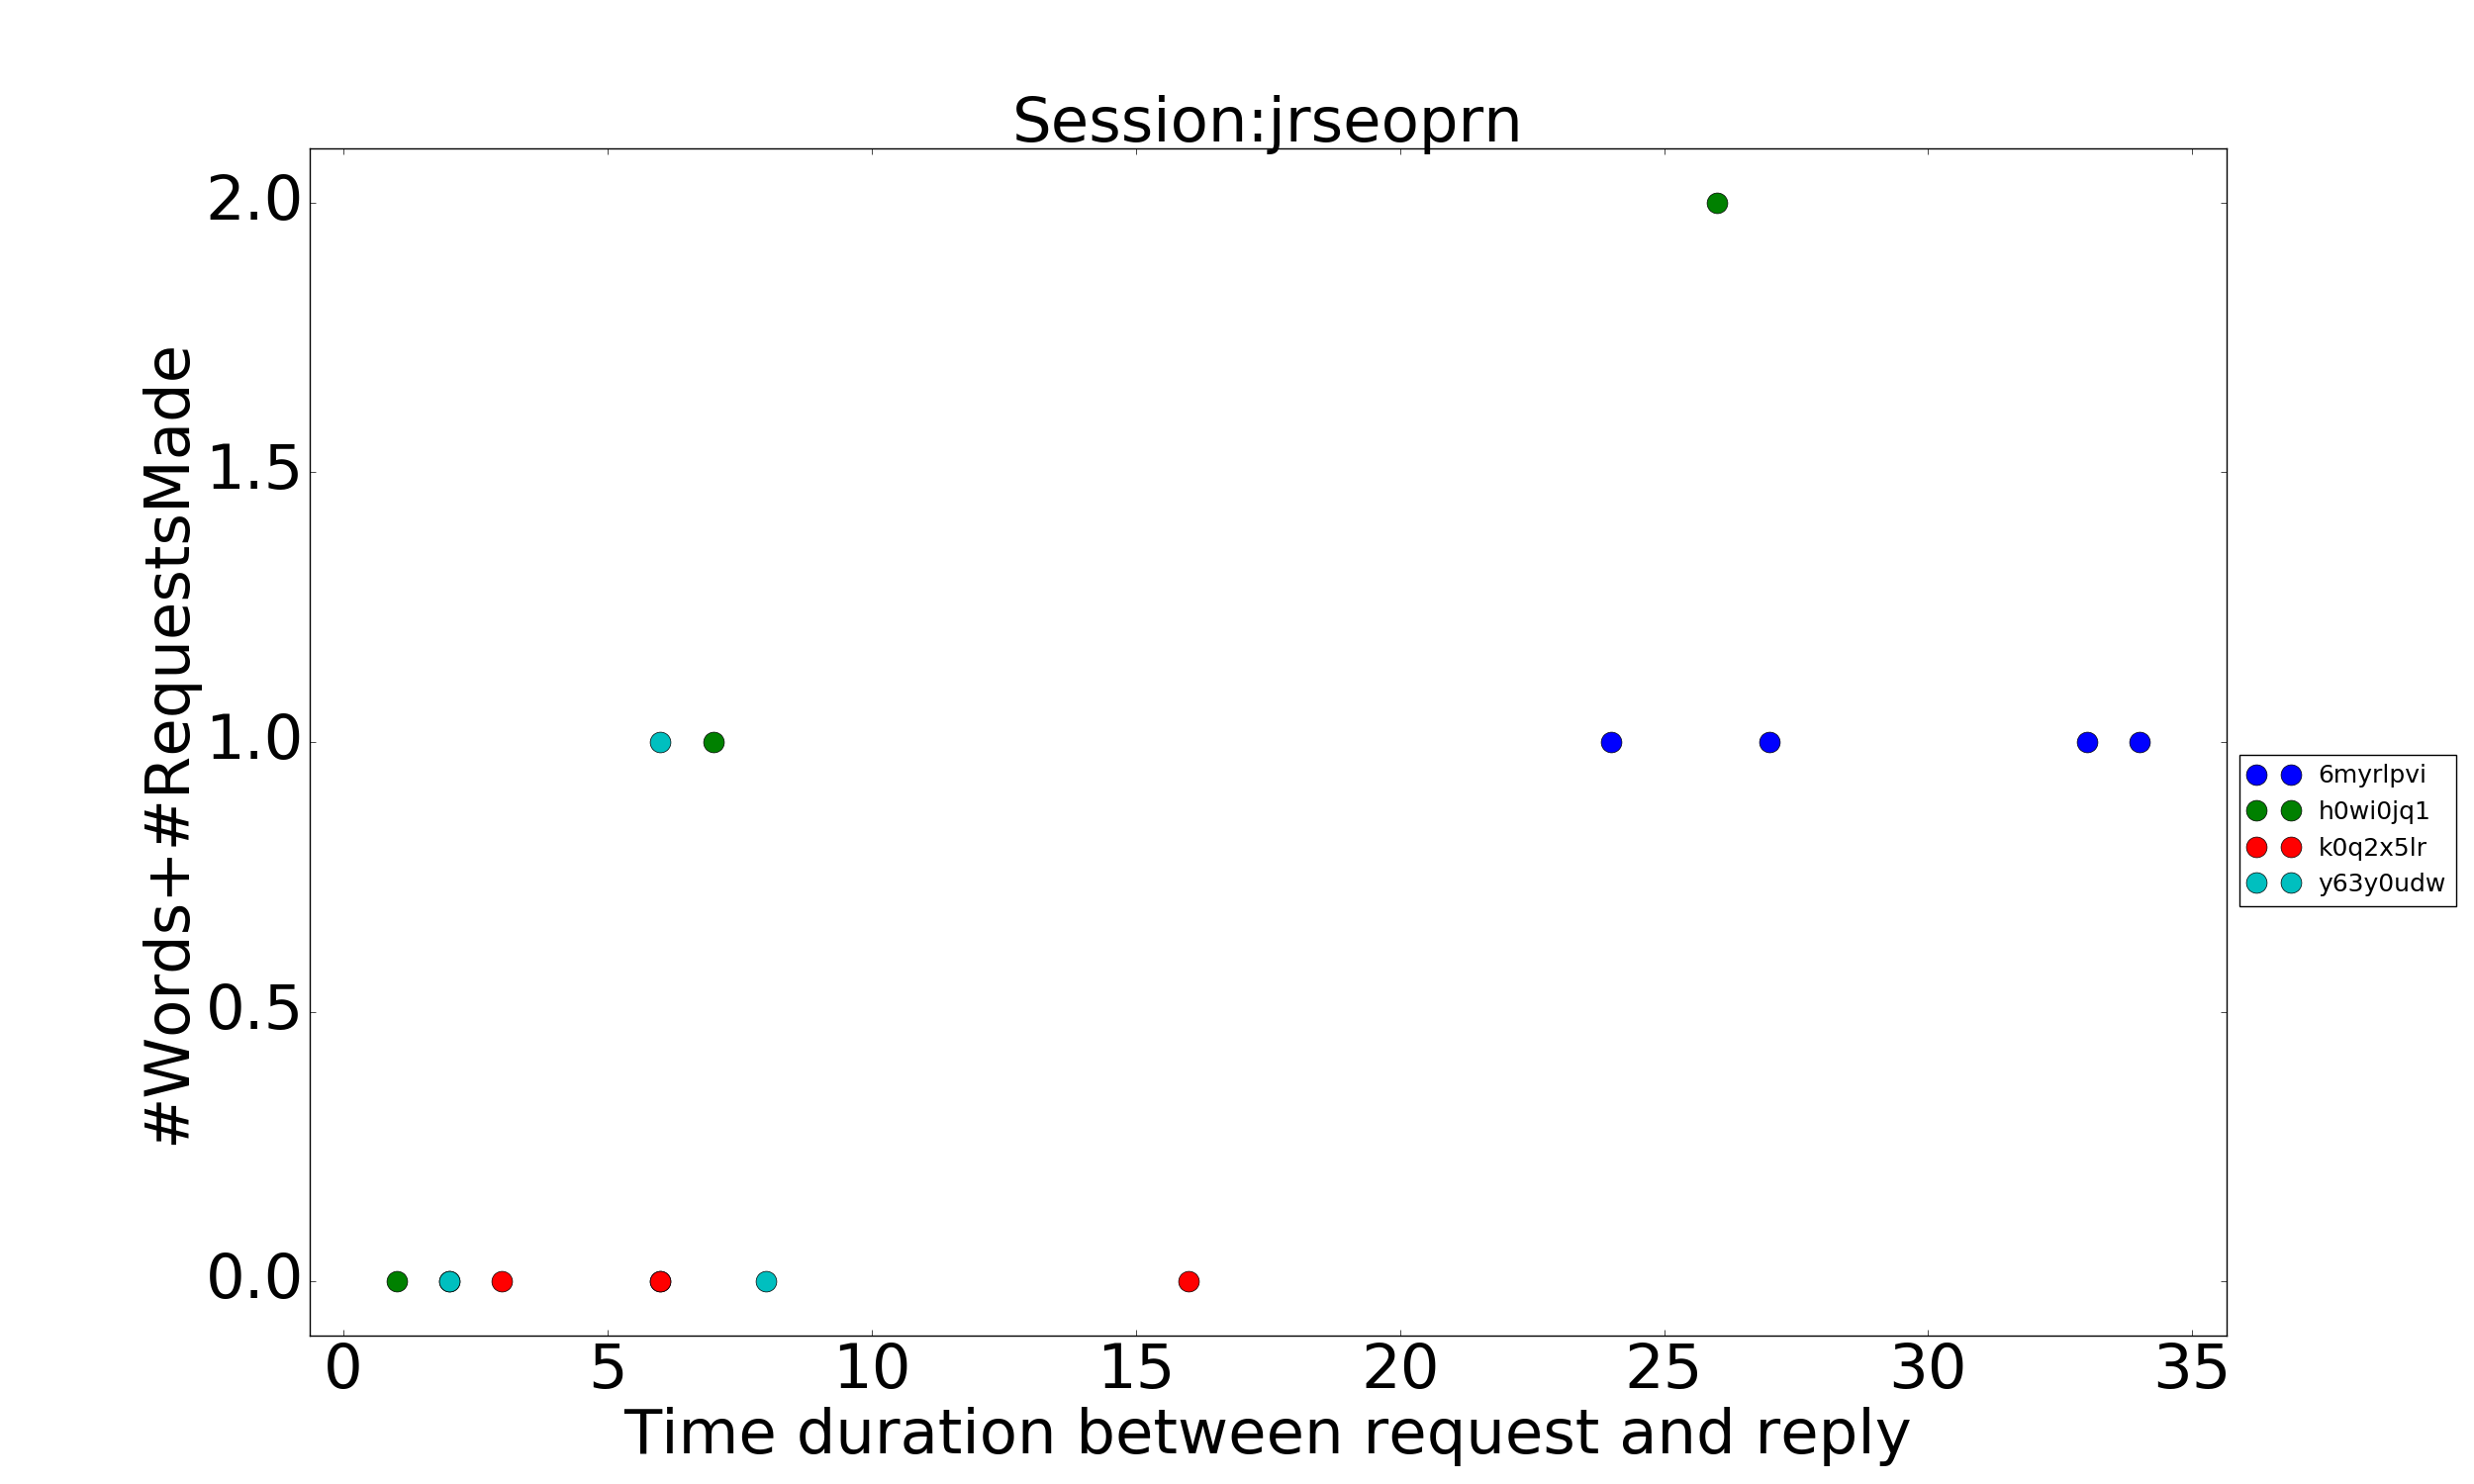 Session:jrseoprn
#Words+#RequestsMade
2.0
1.5
1.0
0.5
0.0
0 5 10 15 20 25 30 35
Time duration between request and reply
6myrlpvi
h0wi0jq1
k0q2x5lr
y63y0udw